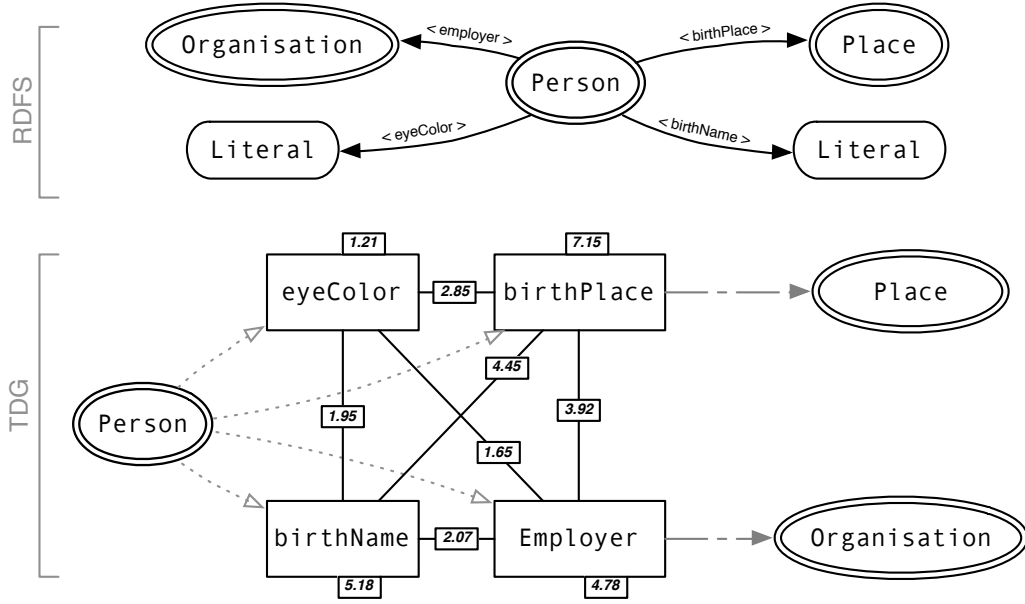 RDFS
Organisation
< employer >
Person
< birthPlace >
Place
Literal
< eyeColor >
< birthName >
Literal
TDG
1.21
7.15
eyeColor
2.85
birthPlace
Place
4.45
Person
1.95
3.92
1.65
birthName
2.07
Employer
Organisation
5.18
4.78